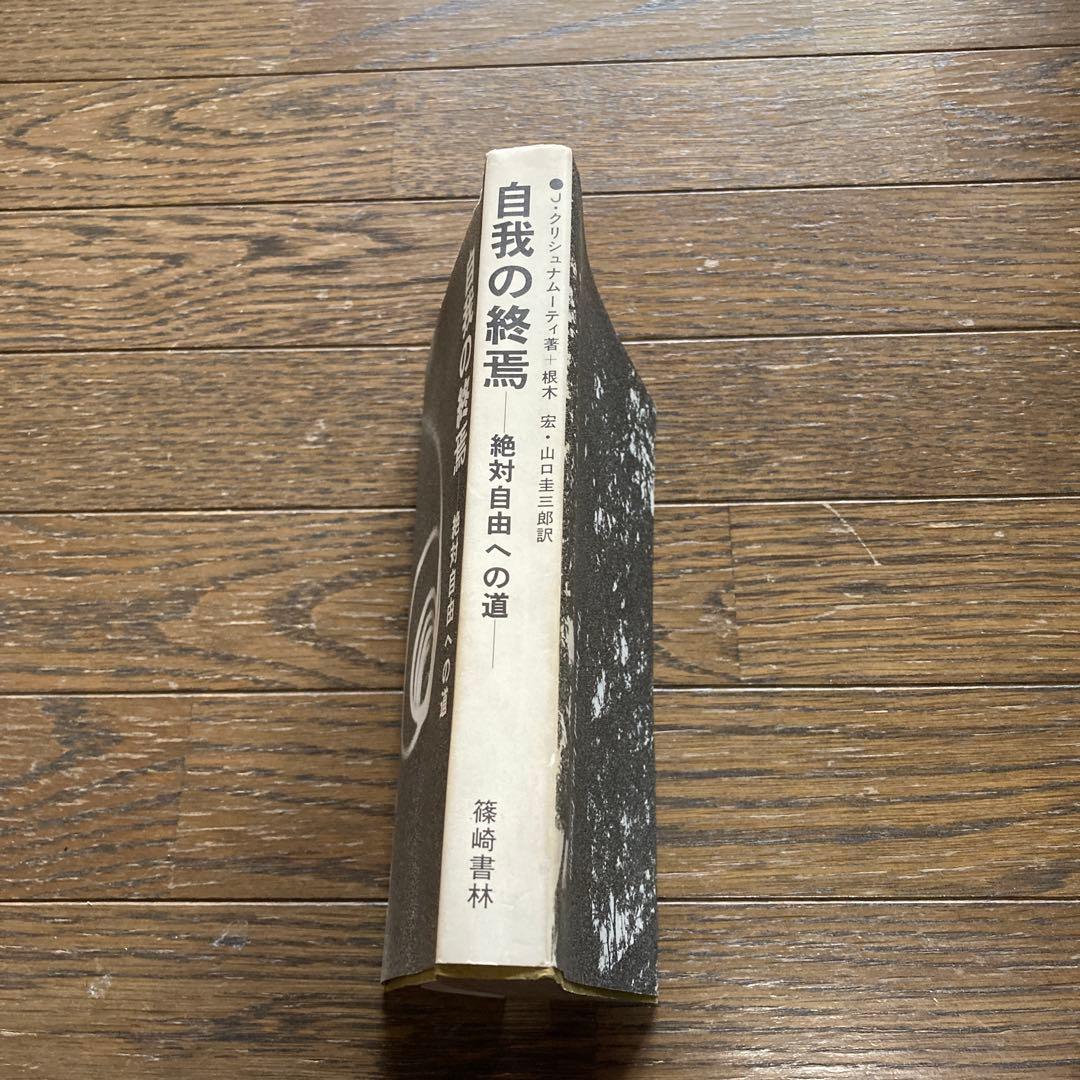 ●J・クリシュナムーティ著＋根木 宏・山口圭三郎訳
自我の終焉
――絶対自由への道――
篠崎書林
自我の終焉――絶対自由への道